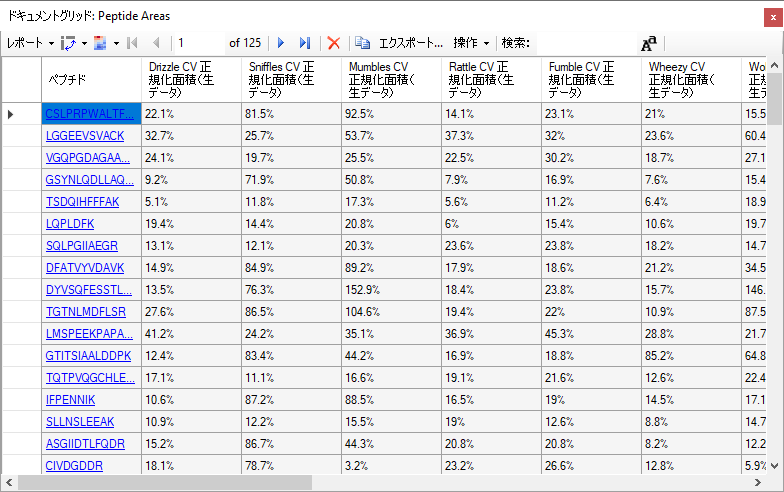 ドキュメントグリッド: Peptide Areas
レポート 1 of 125 エクスポート... 操作 検索: Aa
ペプチド Drizzle CV 正規化面積(生データ) Sniffles CV 正規化面積(生データ) Mumbles CV 正規化面積(生データ) Rattle CV 正規化面積(生データ) Fumble CV 正規化面積(生データ) Wheezy CV 正規化面積(生データ) Wo 正規 生デ
CSLPRPWALTF... 22.1% 81.5% 92.5% 14.1% 23.1% 21% 15.5
LGGEEVSVACK 32.7% 25.7% 53.7% 37.3% 32% 23.6% 60.4
VGQPGDAGAA... 24.1% 19.7% 25.5% 22.5% 30.2% 18.7% 27.1
GSYNLQDLLAQ... 9.2% 71.9% 50.8% 7.9% 16.9% 7.6% 15.4
TSDQIHFFFAK 5.1% 11.8% 17.3% 5.6% 11.2% 6.4% 18.9
LQPLDFK 19.4% 14.4% 20.8% 6% 15.4% 10.6% 19.7
SQLPGIIAEGR 13.1% 12.1% 20.3% 23.6% 23.8% 18.2% 14.7
DFATVYVDAVK 14.9% 84.9% 89.2% 17.9% 18.6% 21.2% 34.5
DYVSQFESSTL... 13.5% 76.3% 152.9% 18.4% 23.8% 15.7% 146.
TGTNLMDFLSR 27.6% 86.5% 104.6% 19.4% 22% 10.9% 87.5
LMSPEEKPAPA... 41.2% 24.2% 35.1% 36.9% 45.3% 28.8% 21.7
GTITSIAALDDPK 12.4% 83.4% 44.2% 16.9% 18.8% 85.2% 64.8
TQTPVQGCHLE... 17.1% 11.1% 16.6% 19.1% 21.6% 12.6% 22.4
IFPENNIK 10.6% 87.2% 88.5% 16.5% 19% 14.5% 17.1
SLLNSLEEAK 10.9% 12.2% 15.5% 19% 12.6% 8.8% 14.7
ASGIIDTLFQDR 15.2% 86.7% 44.3% 20.8% 20.8% 8.2% 12.2
CIVDGDDR 18.1% 78.7% 3.2% 23.2% 26.6% 12.8% 5.9%